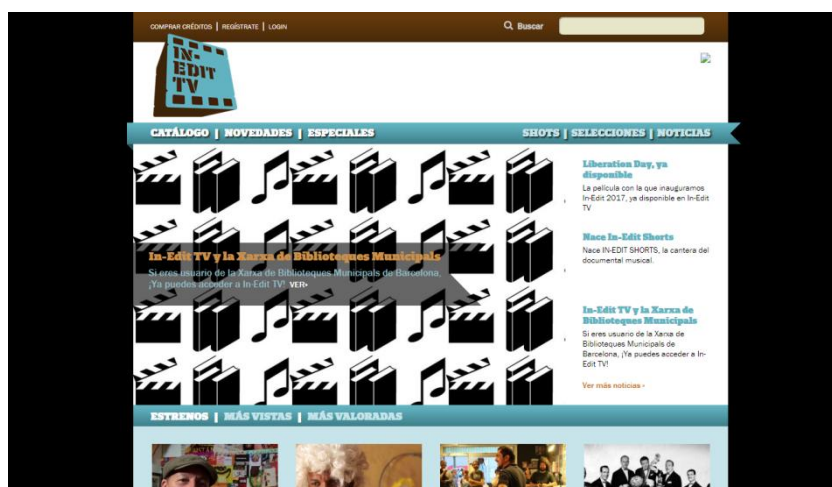 COMPRAR CRÉDITOS | REGÍSTRATE | LOGIN
Buscar
IN-
EDIT
TV
CATÁLOGO | NOVEDADES | ESPECIALES
SHOTS | SELECCIONES | NOTICIAS
In-Edit TV y la Xarxa de Biblioteques Municipals
Si eres usuario de la Xarxa de Biblioteques Municipals de Barcelona,
¡Ya puedes acceder a In-Edit TV! VER›
Liberation Day, ya
disponible
La película con la que inauguramos
In-Edit 2017, ya disponible en In-Edit
TV
Nace In-Edit Shorts
Nace IN-EDIT SHORTS, la cantera del
documental musical.
In-Edit TV y la Xarxa de
Biblioteques Municipals
Si eres usuario de la Xarxa de
Biblioteques Municipals de
Barcelona, ¡Ya puedes acceder a In-
Edit TV!
Ver más noticias ›
ESTRENOS | MÁS VISTAS | MÁS VALORADAS